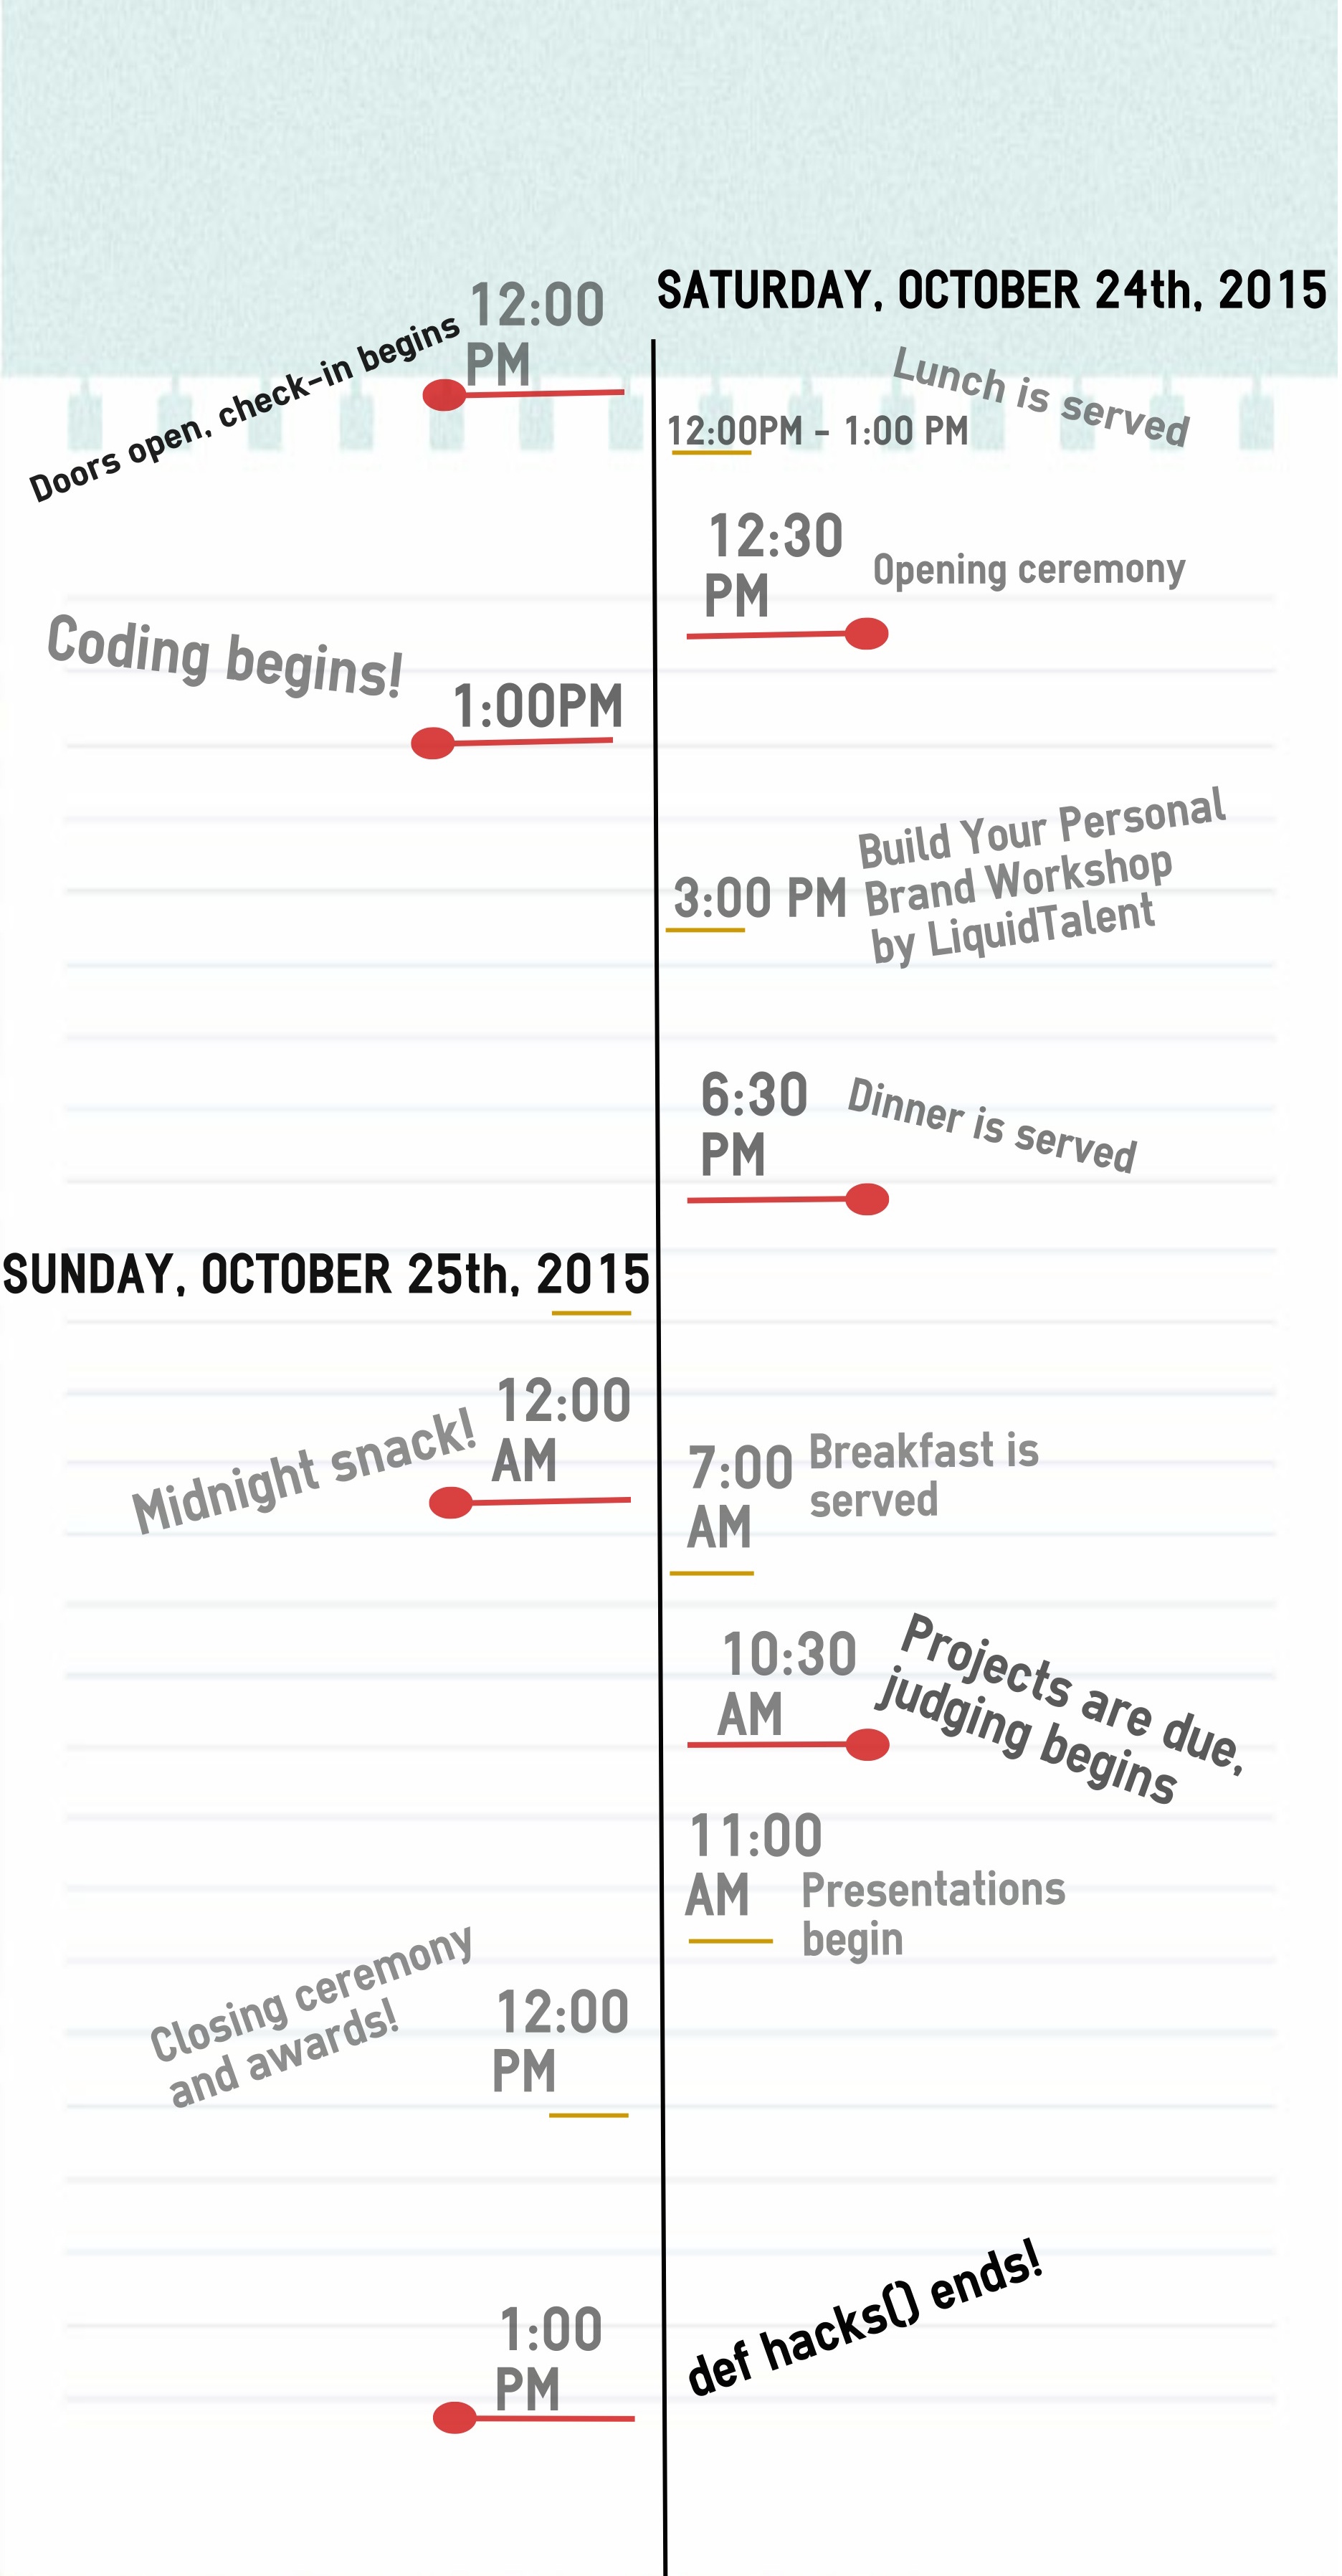 SATURDAY, OCTOBER 24th, 2015
12:00
PM
Doors open, check-in begins
Lunch is served
12:00PM - 1:00 PM
12:30
PM
Opening ceremony
Coding begins!
1:00PM
3:00 PM
Build Your Personal
Brand Workshop
by LiquidTalent
6:30
PM
Dinner is served
SUNDAY, OCTOBER 25th, 2015
12:00
AM
Midnight snack!
7:00
AM
Breakfast is
served
10:30
AM
Projects are due,
judging begins
11:00
AM
Presentations
begin
Closing ceremony
and awards!
12:00
PM
1:00
PM
def hacks() ends!